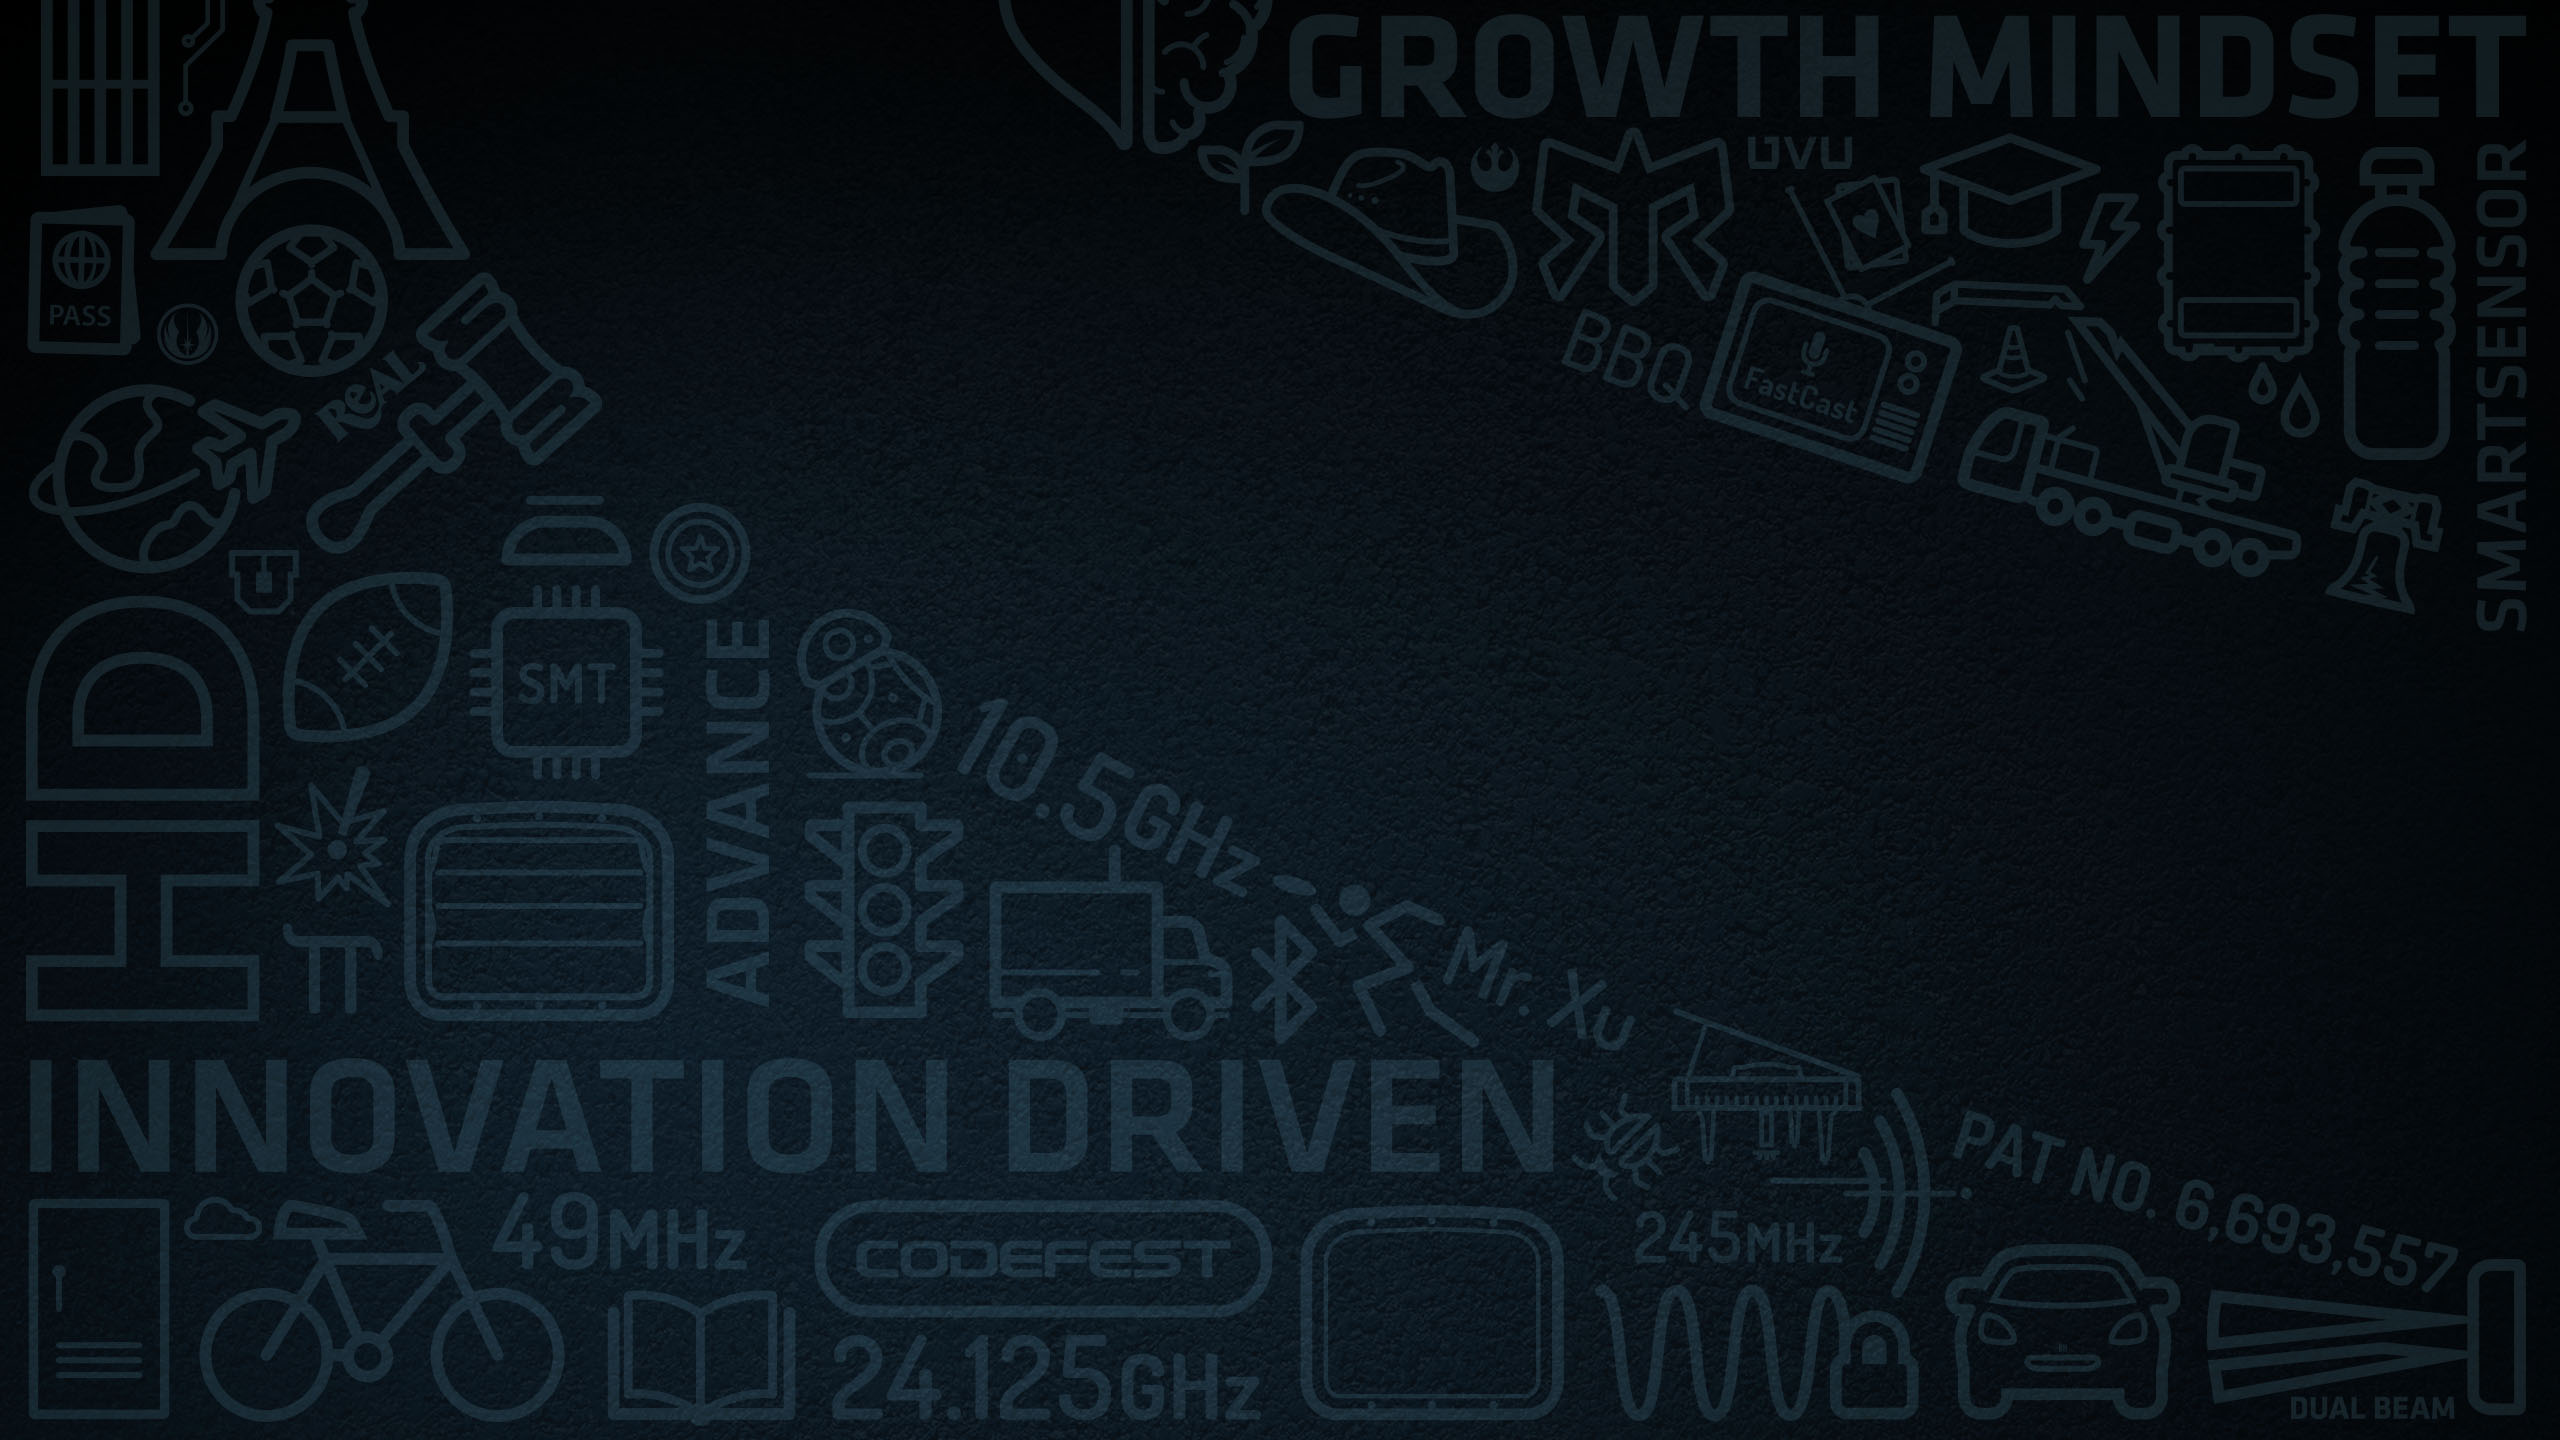 GROWTH MINDSET
UVU
PASS
SMARTSENSOR
BBQ
FastCast
ReAL
HD
SMT
ADVANCE
10.5GHz
Mr. Xu
INNOVATION DRIVEN
PAT NO. 6,693,557
49MHz
CODEFEST
245MHz
24.125GHz
DUAL BEAM